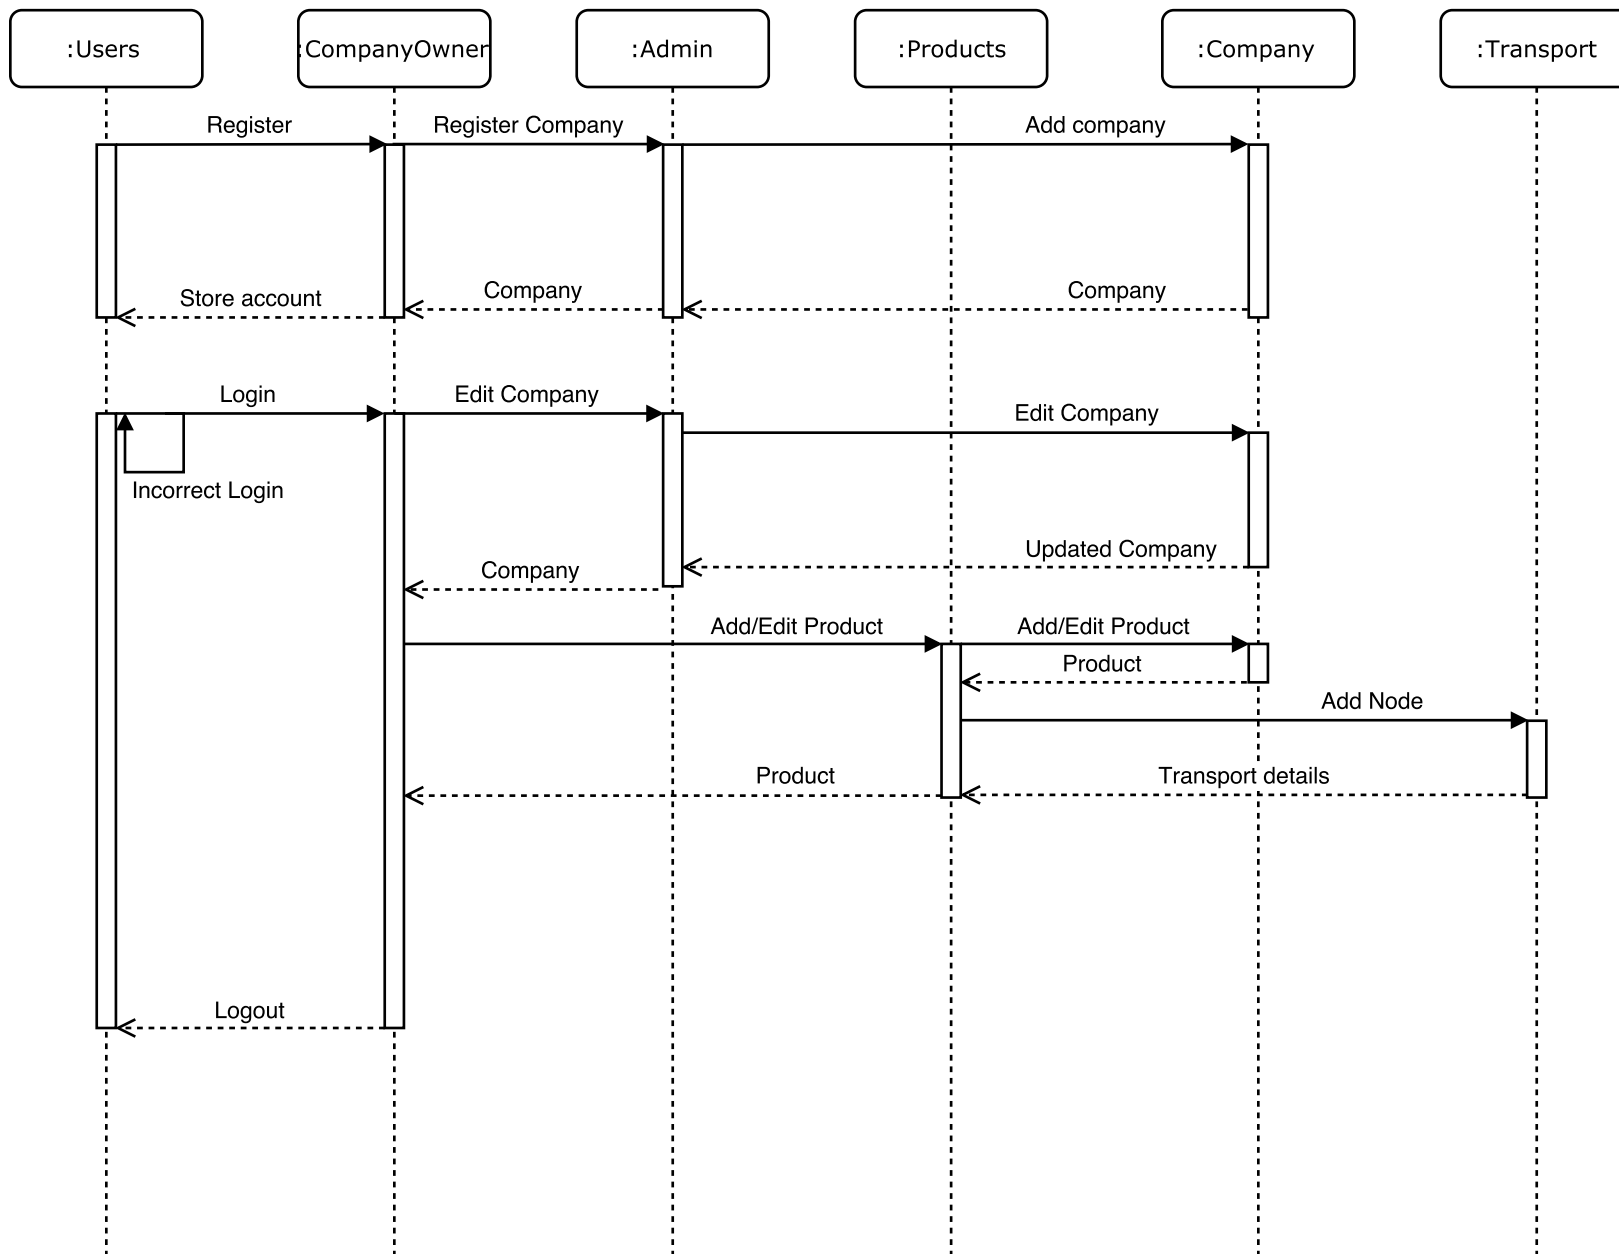 :Users
:CompanyOwner
:Admin
:Products
:Company
:Transport
Register
Register Company
Add company
Store account
Company
Company
Login
Edit Company
Edit Company
Incorrect Login
Updated Company
Company
Add/Edit Product
Add/Edit Product
Product
Add Node
Product
Transport details
Logout